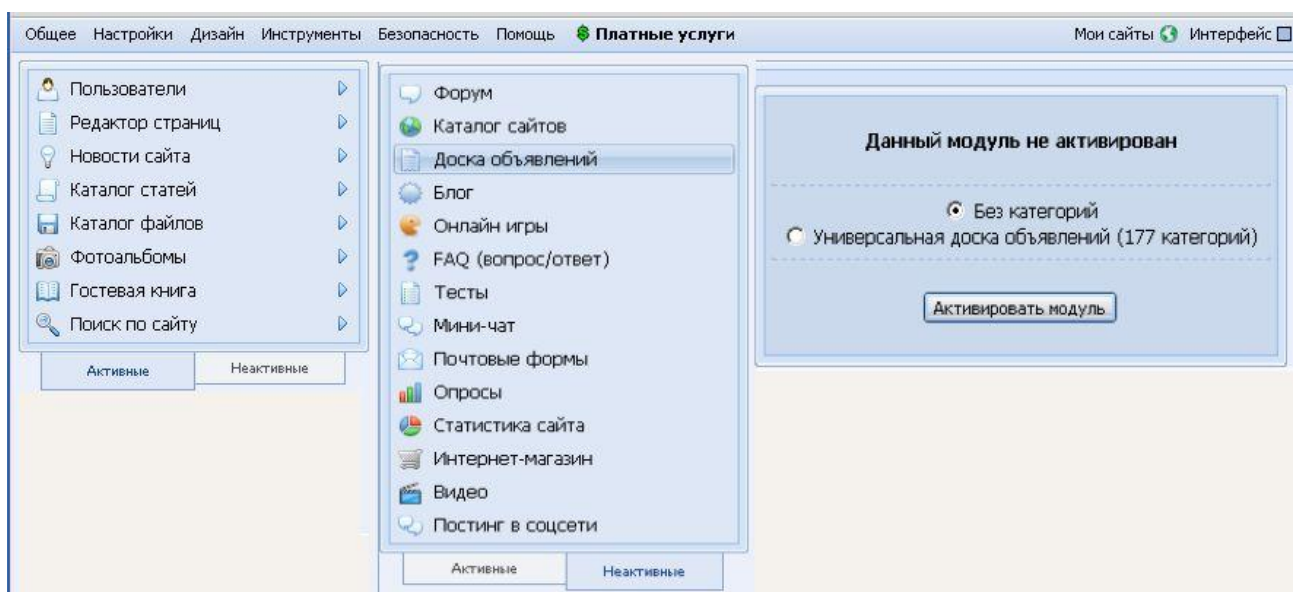 Общее Настройки Дизайн Инструменты Безопасность Помощь Платные услуги Мои сайты Интерфейс
Пользователи
Редактор страниц
Новости сайта
Каталог статей
Каталог файлов
Фотоальбомы
Гостевая книга
Поиск по сайту
Активные Неактивные
Форум
Каталог сайтов
Доска объявлений
Блог
Онлайн игры
FAQ (вопрос/ответ)
Тесты
Мини-чат
Почтовые формы
Опросы
Статистика сайта
Интернет-магазин
Видео
Постинг в соцсети
Активные Неактивные
Данный модуль не активирован
Без категорий
Универсальная доска объявлений (177 категорий)
Активировать модуль